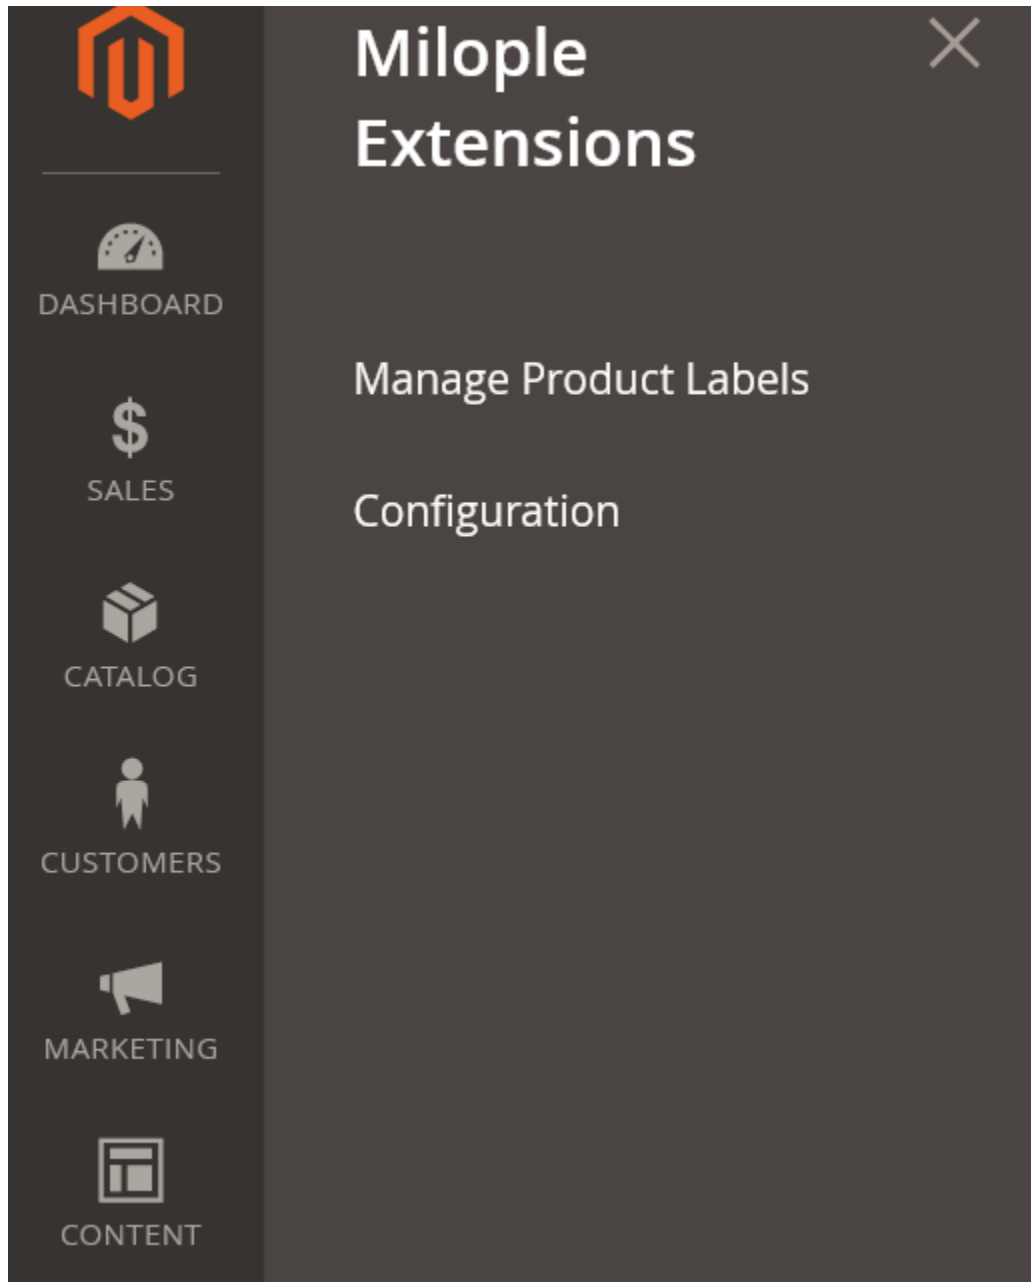 Milople
Extensions
DASHBOARD
SALES
CATALOG
CUSTOMERS
MARKETING
CONTENT
Manage Product Labels
Configuration